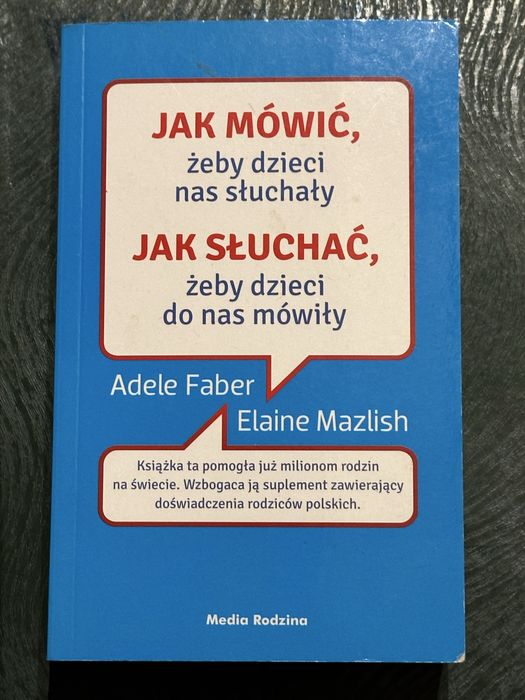 JAK MÓWIĆ,
żeby dzieci
nas słuchały
JAK SŁUCHAĆ,
żeby dzieci
do nas mówiły
Adele Faber
Elaine Mazlish
Książka ta pomogła już milionom rodzin
na świecie. Wzbogaca ją suplement zawierający
doświadczenia rodziców polskich.
Media Rodzina